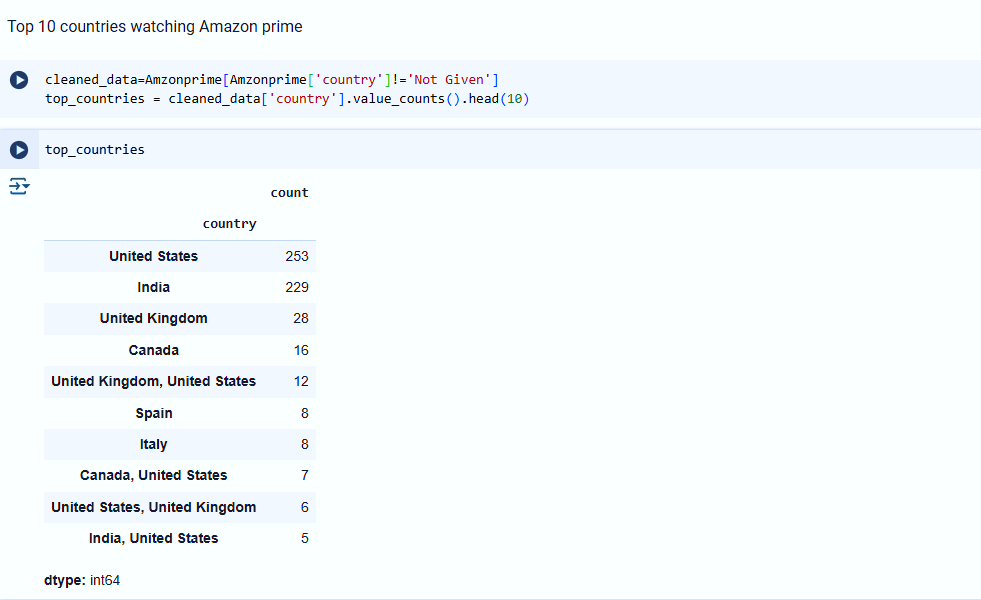 Top 10 countries watching Amazon prime
cleaned_data=Amzonprime[Amzonprime['country']!='Not Given']
top_countries = cleaned_data['country'].value_counts().head(10)
top_countries
count
country
United States 253
India 229
United Kingdom 28
Canada 16
United Kingdom, United States 12
Spain 8
Italy 8
Canada, United States 7
United States, United Kingdom 6
India, United States 5
dtype: int64